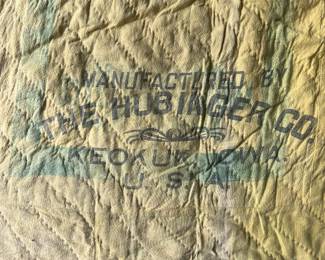 MANUFACTURED BY
THE HUBINGER CO.
KEOKUK, IOWA.
U.S.A.